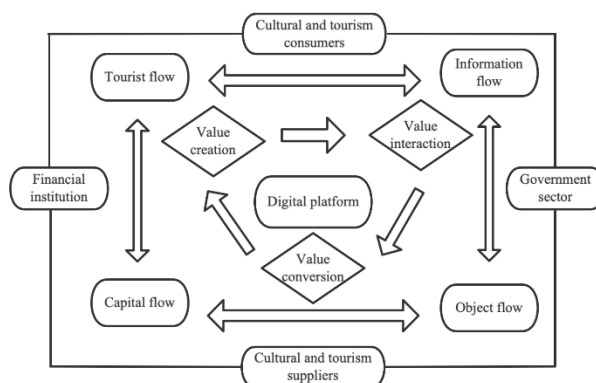 Cultural and tourism
consumers
Tourist flow
Information
flow
Value
creation
Value
interaction
Financial
institution
Digital platform
Government
sector
Value
conversion
Capital flow
Object flow
Cultural and tourism
suppliers